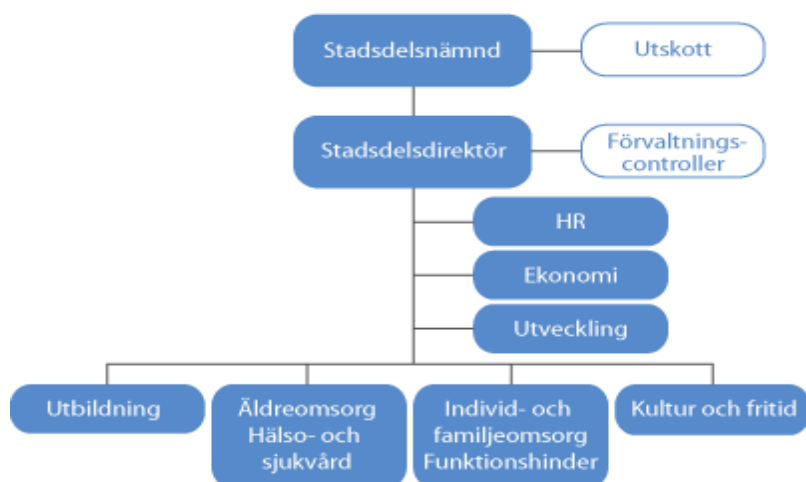 Stadsdelsnämnd
Utskott
Stadsdelsdirektör
Förvaltnings-
controller
HR
Ekonomi
Utveckling
Utbildning
Äldreomsorg
Hälso- och
sjukvård
Individ- och
familjeomsorg
Funktionshinder
Kultur och fritid